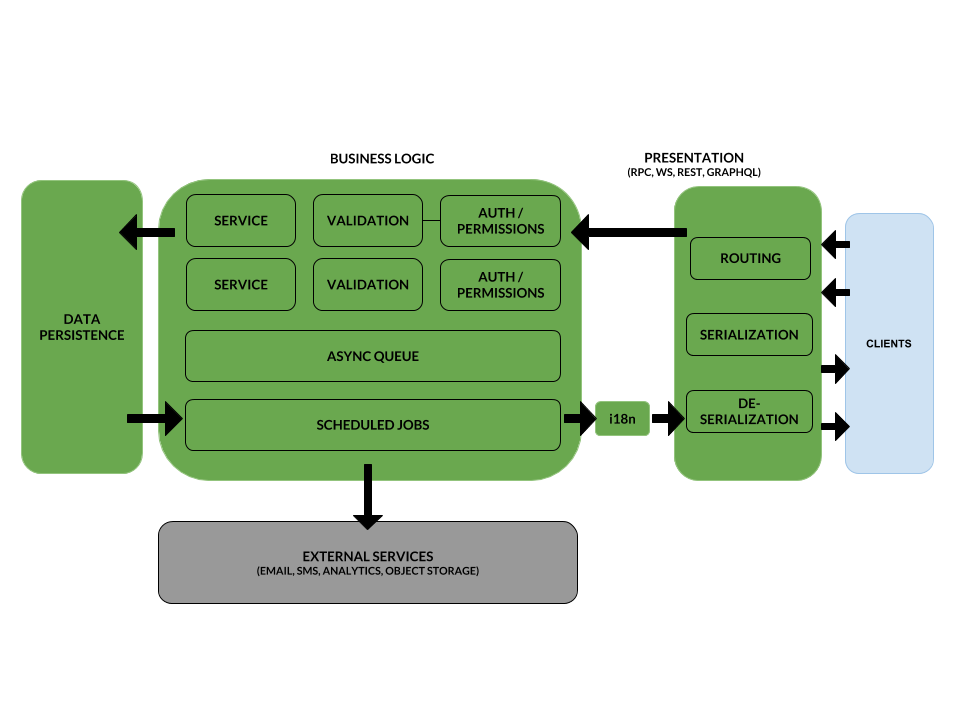 BUSINESS LOGIC
PRESENTATION
(RPC, WS, REST, GRAPHQL)
SERVICE
VALIDATION
AUTH /
PERMISSIONS
SERVICE
VALIDATION
AUTH /
PERMISSIONS
ASYNC QUEUE
SCHEDULED JOBS
DATA
PERSISTENCE
i18n
ROUTING
SERIALIZATION
DE-
SERIALIZATION
CLIENTS
EXTERNAL SERVICES
(EMAIL, SMS, ANALYTICS, OBJECT STORAGE)